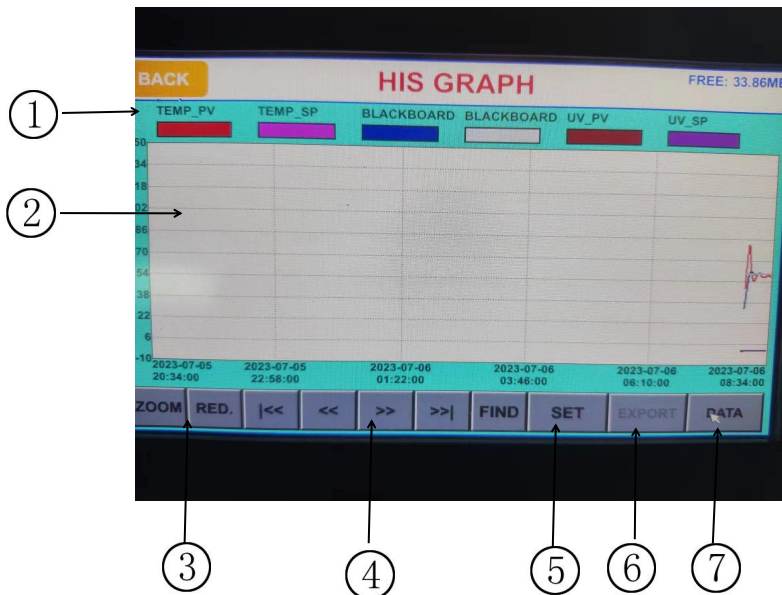 BACK
HIS GRAPH
FREE: 33.86M
①
TEMP_PV TEMP_SP BLACKBOARD BLACKBOARD UV_PV UV_SP
50
34
18
②
02
86
70
54
38
22
6
-10
2023-07-05 2023-07-05 2023-07-06 2023-07-06 2023-07-06 2023-07-06
20:34:00 22:58:00 01:22:00 03:46:00 06:10:00 08:34:00
ZOOM RED. |<< << >> >>| FIND SET EXPORT DATA
③ ④ ⑤ ⑥ ⑦